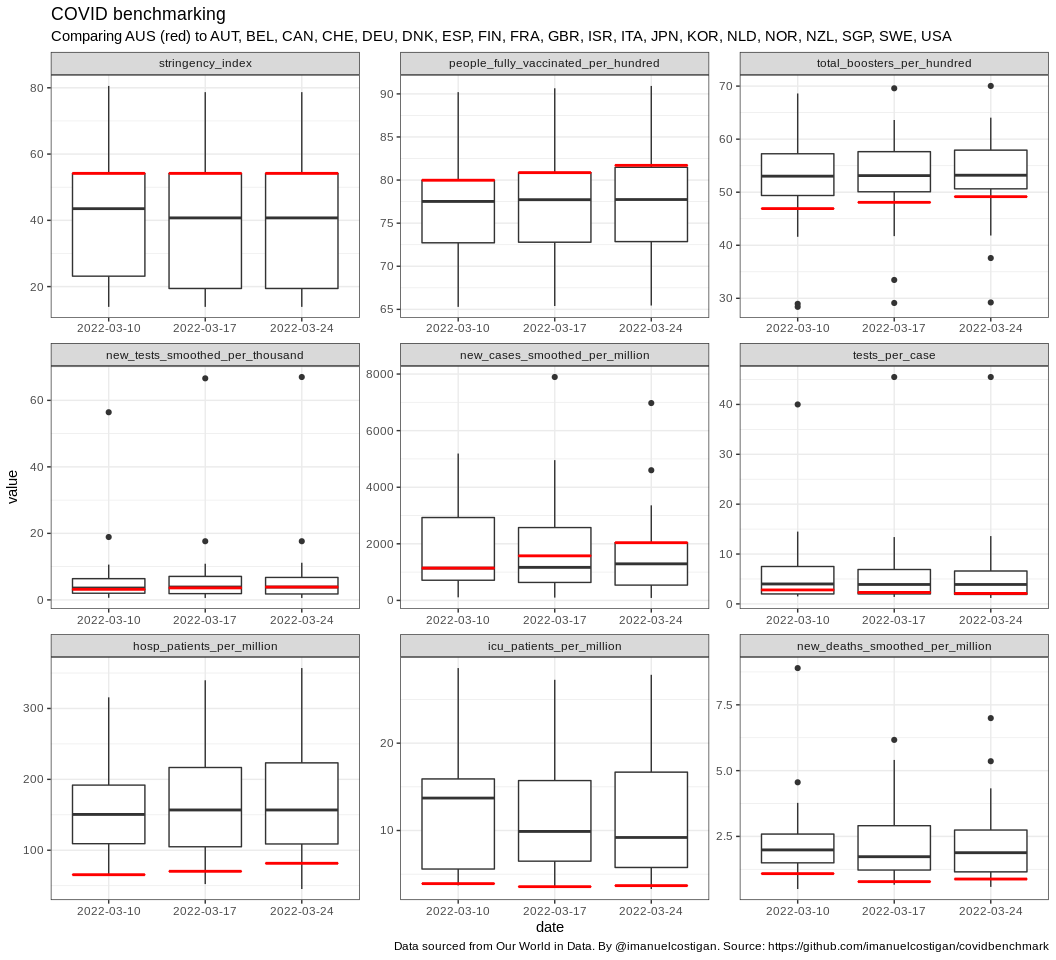 COVID benchmarking
Comparing AUS (red) to AUT, BEL, CAN, CHE, DEU, DNK, ESP, FIN, FRA, GBR, ISR, ITA, JPN, KOR, NLD, NOR, NZL, SGP, SWE, USA
stringency_index
80
60
40
20
2022-03-10 2022-03-17 2022-03-24
people_fully_vaccinated_per_hundred
90
85
80
75
70
65
2022-03-10 2022-03-17 2022-03-24
total_boosters_per_hundred
70
60
50
40
30
2022-03-10 2022-03-17 2022-03-24
value
new_tests_smoothed_per_thousand
60
40
20
0
2022-03-10 2022-03-17 2022-03-24
new_cases_smoothed_per_million
8000
6000
4000
2000
0
2022-03-10 2022-03-17 2022-03-24
tests_per_case
40
30
20
10
0
2022-03-10 2022-03-17 2022-03-24
hosp_patients_per_million
300
200
100
2022-03-10 2022-03-17 2022-03-24
icu_patients_per_million
20
10
2022-03-10 2022-03-17 2022-03-24
new_deaths_smoothed_per_million
7.5
5.0
2.5
2022-03-10 2022-03-17 2022-03-24
date
Data sourced from Our World in Data. By @imanuelcostigan. Source: https://github.com/imanuelcostigan/covidbenchmark